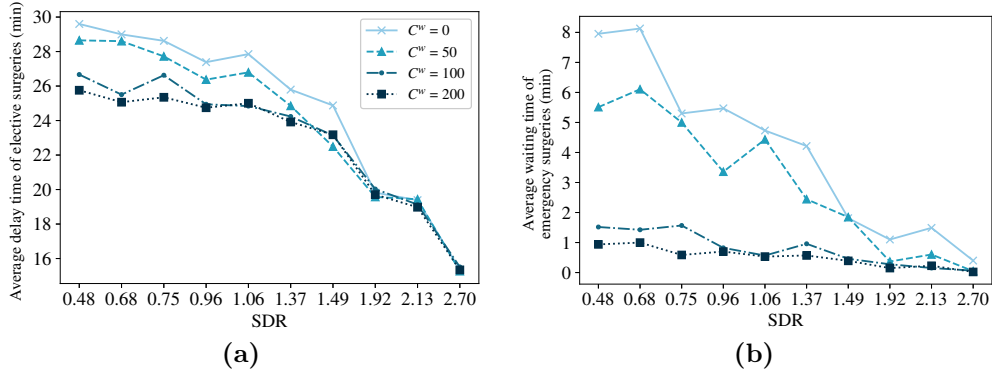 Average delay time of elective surgeries (min)
30
28
26
24
22
20
18
16
C^w = 0
C^w = 50
C^w = 100
C^w = 200
0.48 0.68 0.75 0.96 1.06 1.37 1.49 1.92 2.13 2.70
SDR
(a)
Average waiting time of
emergency surgeries (min)
8
7
6
5
4
3
2
1
0
0.48 0.68 0.75 0.96 1.06 1.37 1.49 1.92 2.13 2.70
SDR
(b)